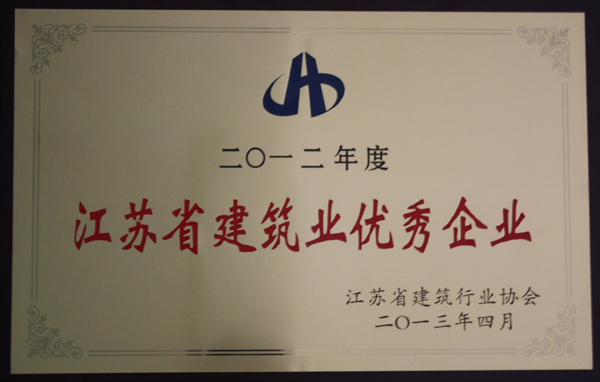 二〇一二年度
江苏省建筑业优秀企业
江苏省建筑行业协会
二〇一三年四月